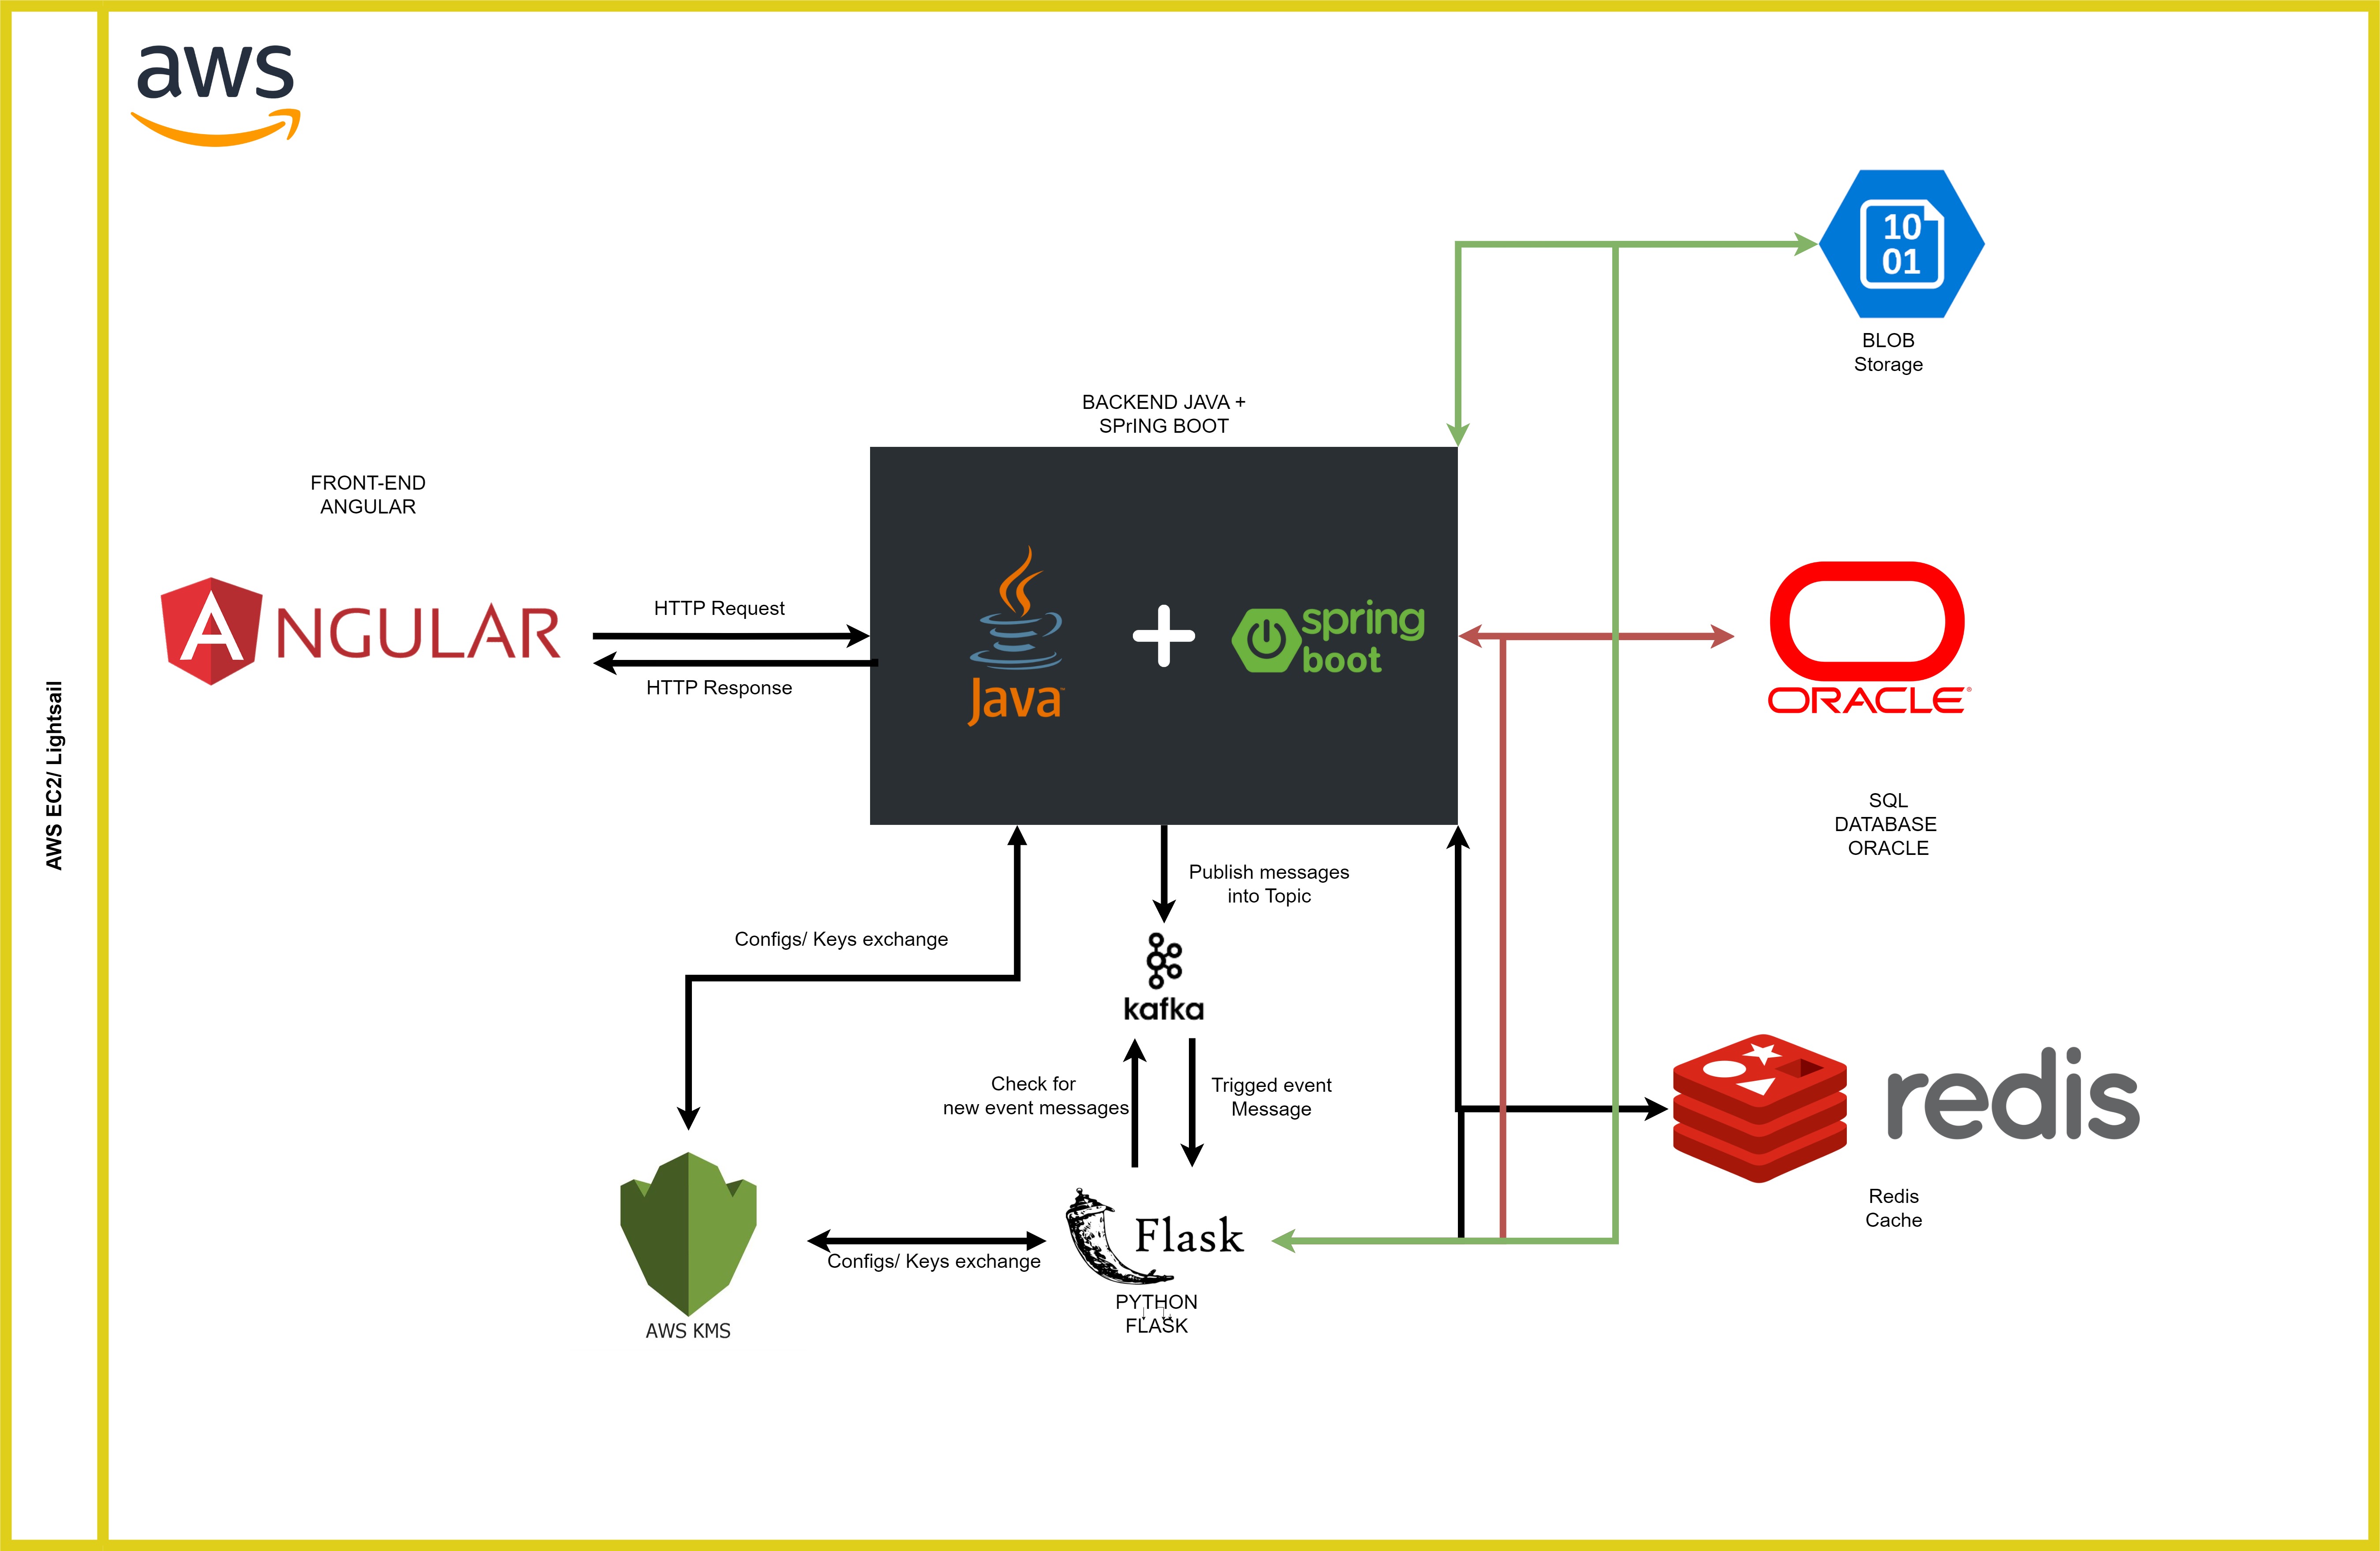 aws
AWS EC2/ Lightsail
10
01
BLOB
Storage
BACKEND JAVA +
SPrING BOOT
FRONT-END
ANGULAR
A NGULAR
HTTP Request
HTTP Response
Java™
spring
boot
ORACLE®
SQL
DATABASE
ORACLE
Publish messages
into Topic
Configs/ Keys exchange
kafka
Check for
new event messages
Trigged event
Message
redis
Redis
Cache
Flask
Configs/ Keys exchange
PYTHON
FLASK
AWS KMS